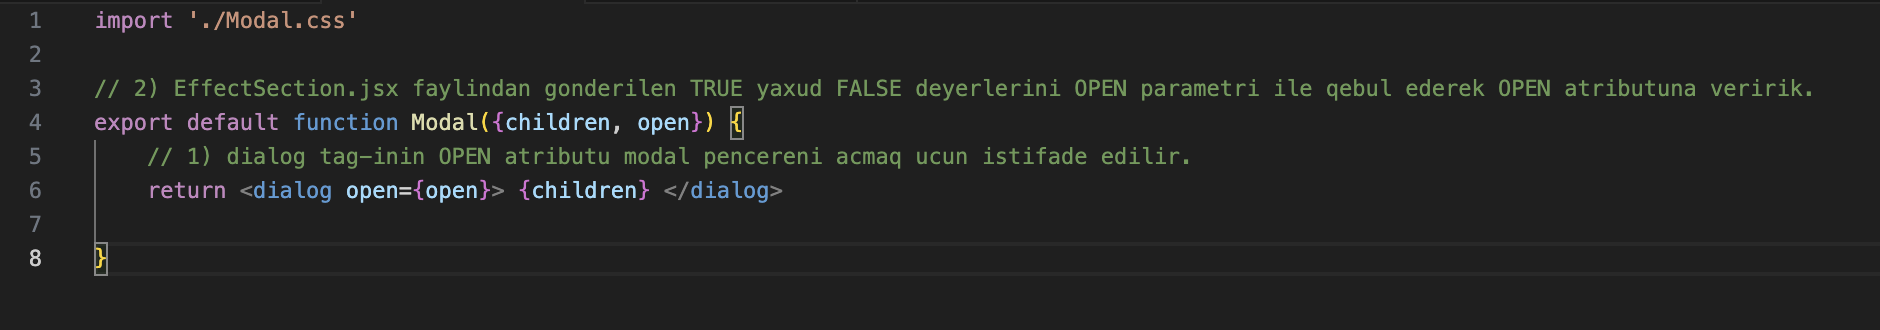 1 import './Modal.css'
2
3 // 2) EffectSection.jsx faylindan gonderilen TRUE yaxud FALSE deyerlerini OPEN parametri ile qebul ederek OPEN atributuna veririk.
4 export default function Modal({children, open}) {
5 // 1) dialog tag-inin OPEN atributu modal pencereni acmaq ucun istifade edilir.
6 return <dialog open={open}> {children} </dialog>
7
8 }